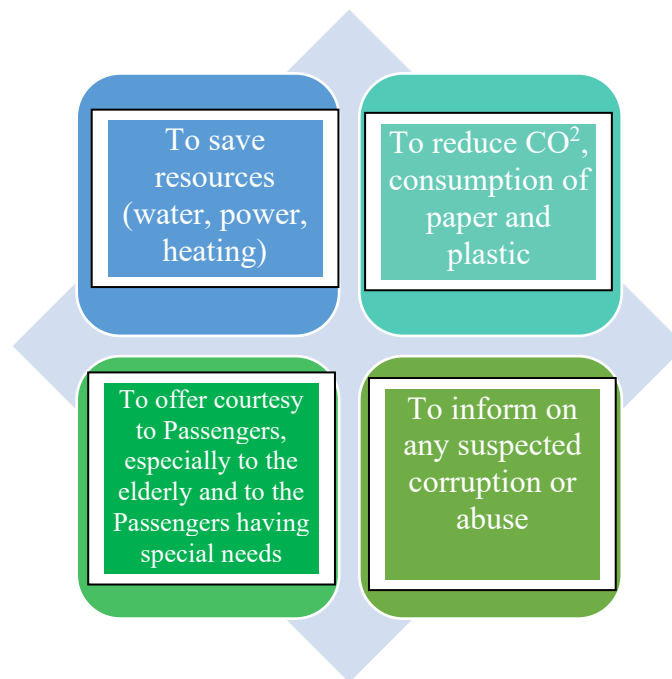 To save
resources
(water, power,
heating)
To reduce CO²,
consumption of
paper and
plastic
To offer courtesy
to Passengers,
especially to the
elderly and to the
Passengers having
special needs
To inform on
any suspected
corruption or
abuse